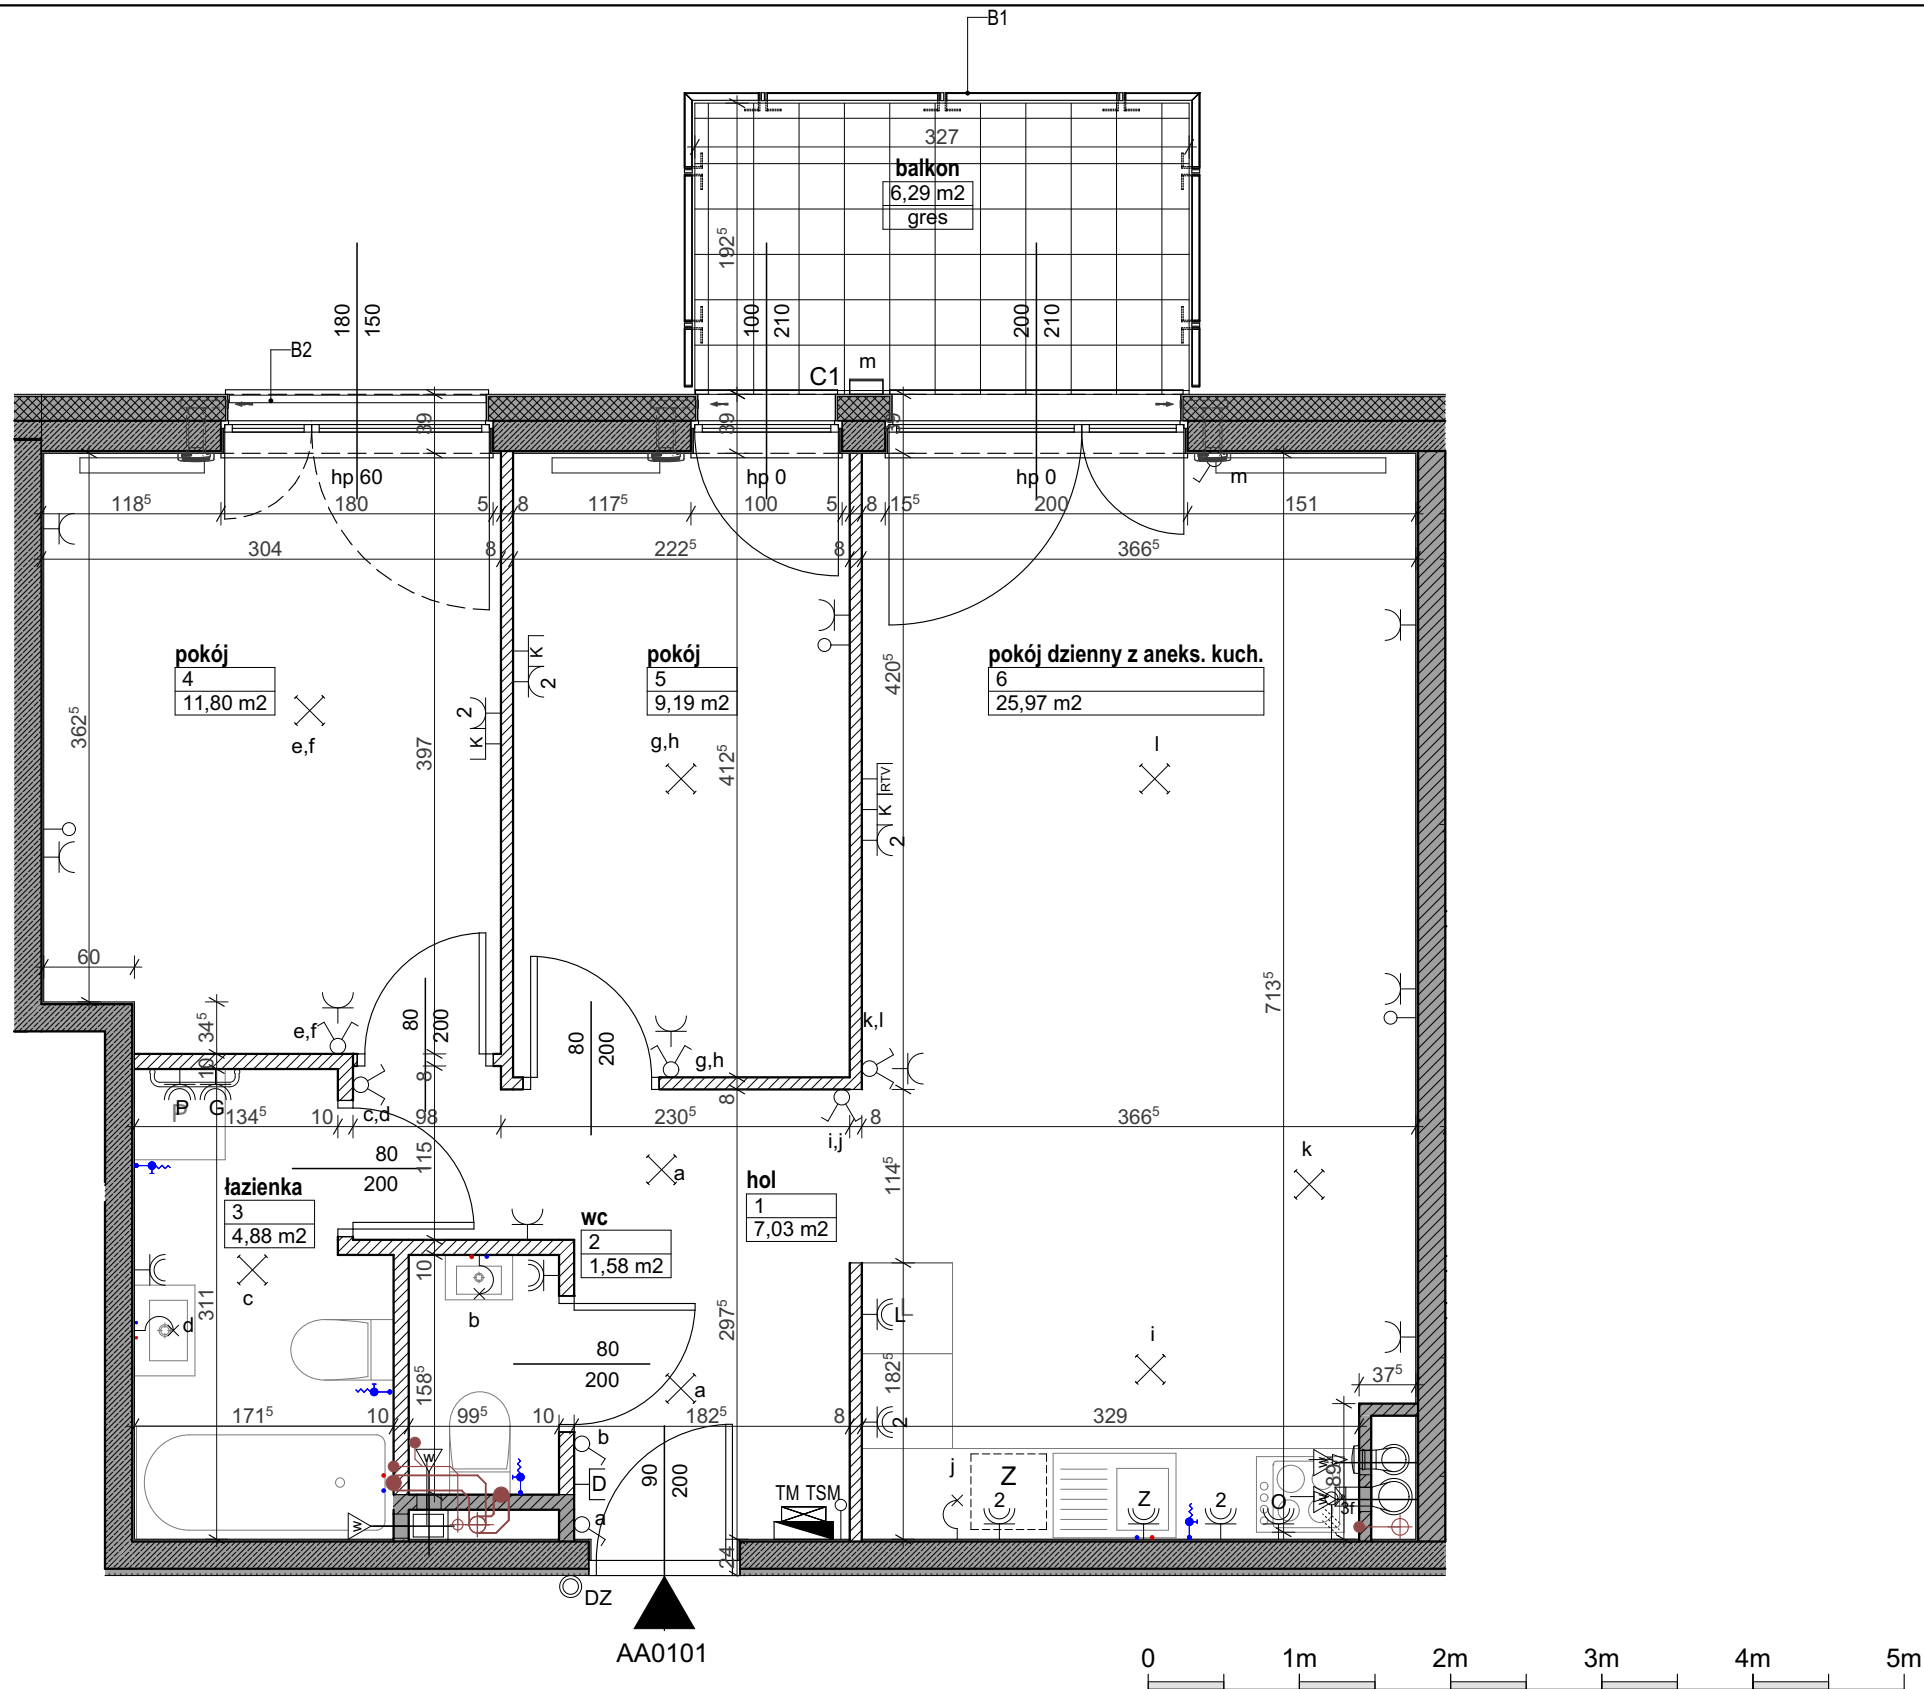 B1
327
balkon
6,29 m2
gres
192⁵
180
150
100
210
200
210
B2
C1
m
39
39
39
hp 60
hp 0
hp 0
m
118⁵
180
5
8
117⁵
100
5
8
15⁵
200
151
304
8
222⁵
8
366⁵
pokój
4
11,80 m2
e,f
pokój
5
9,19 m2
g,h
pokój dzienny z aneks. kuch.
6
25,97 m2
l
K
2
2
K
RTV
K
2
362⁵
397
412⁵
420⁵
713⁵
60
34⁵
10
e,f
80
200
8
80
200
g,h
k,l
8
P
P
G
134⁵
10
c,d
98
230⁵
i,j
8
366⁵
115
80
200
a
114⁵
k
łazienka
3
4,88 m2
c
wc
2
1,58 m2
hol
1
7,03 m2
311
d
10
b
297⁵
L
i
80
200
a
158⁵
182⁵
37⁵
171⁵
10
99⁵
10
182⁵
8
2
329
b
W
D
a
90
200
TM TSM
j
Z
2
Z
2
O
W
W
89
3f
W
24
DZ
AA0101
0
1m
2m
3m
4m
5m